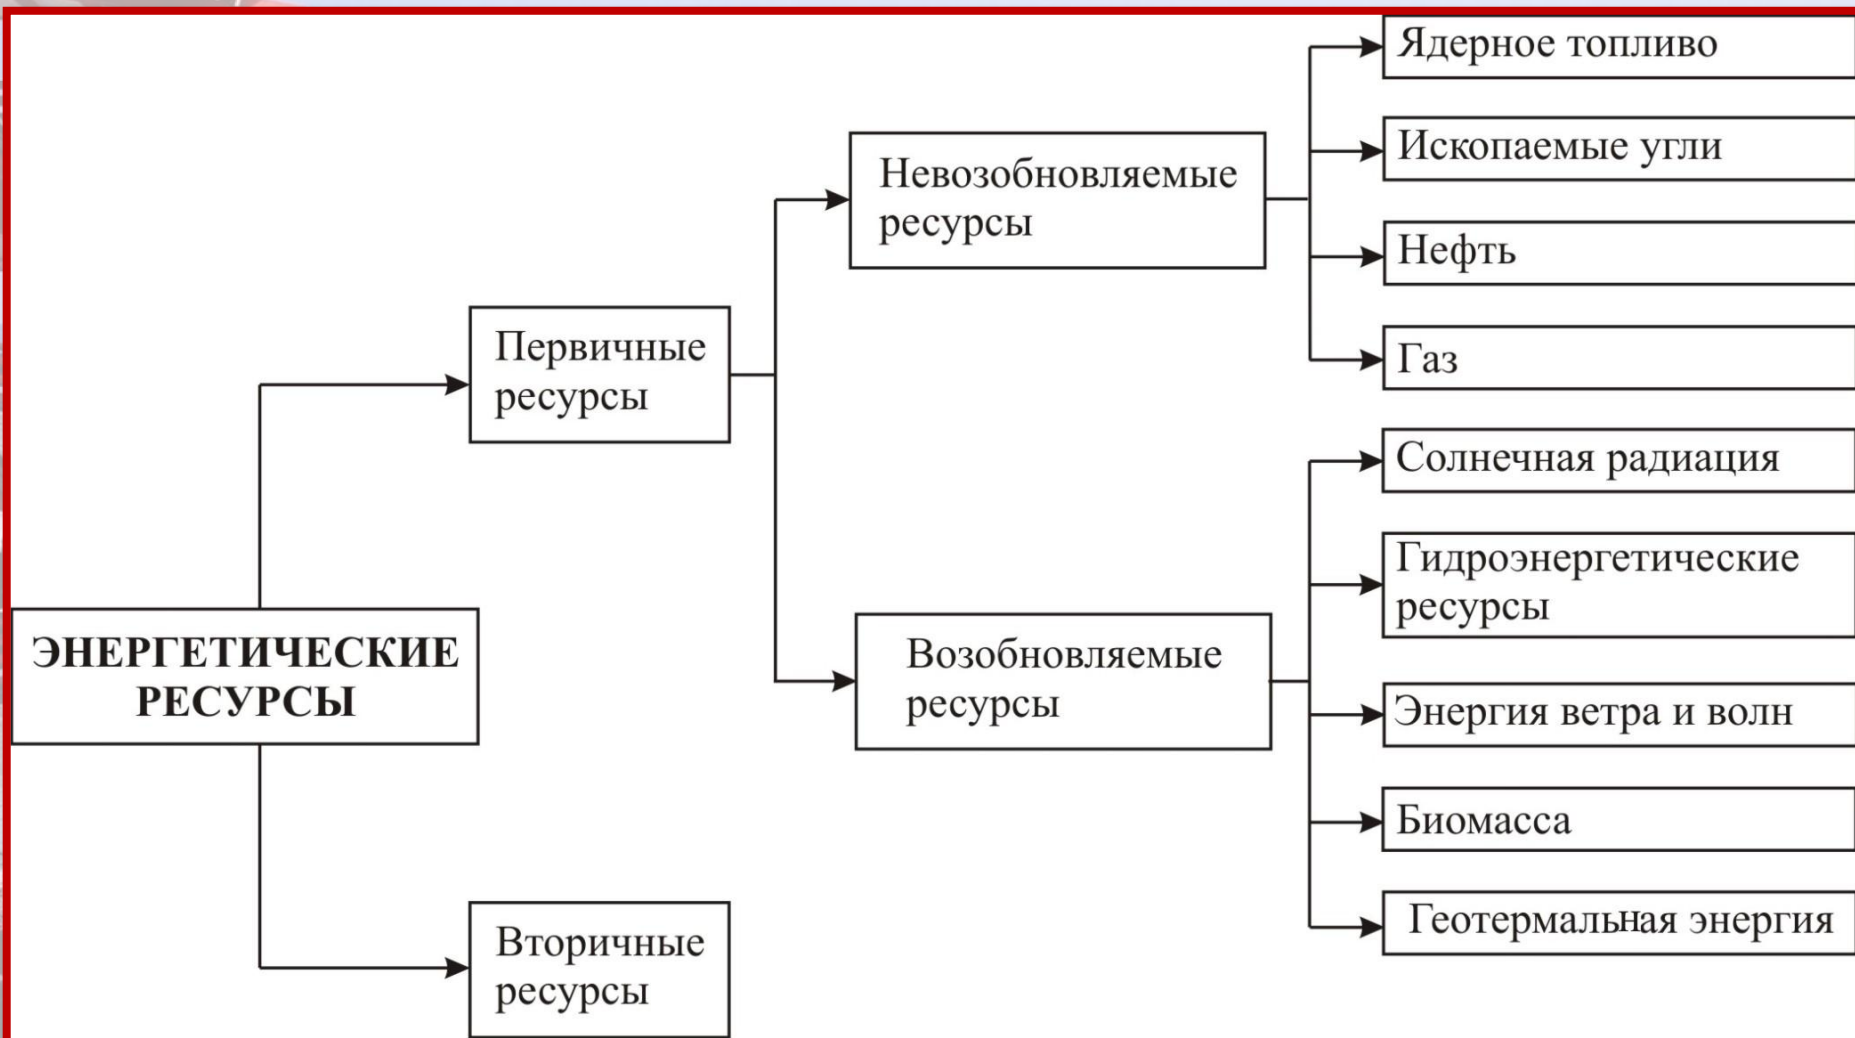 Ядерное топливо
Ископаемые угли
Невозобновляемые
ресурсы
Нефть
Газ
Первичные
ресурсы
Солнечная радиация
Гидроэнергетические
ресурсы
Возобновляемые
ресурсы
ЭНЕРГЕТИЧЕСКИЕ
РЕСУРСЫ
Энергия ветра и волн
Биомасса
Геотермальная энергия
Вторичные
ресурсы